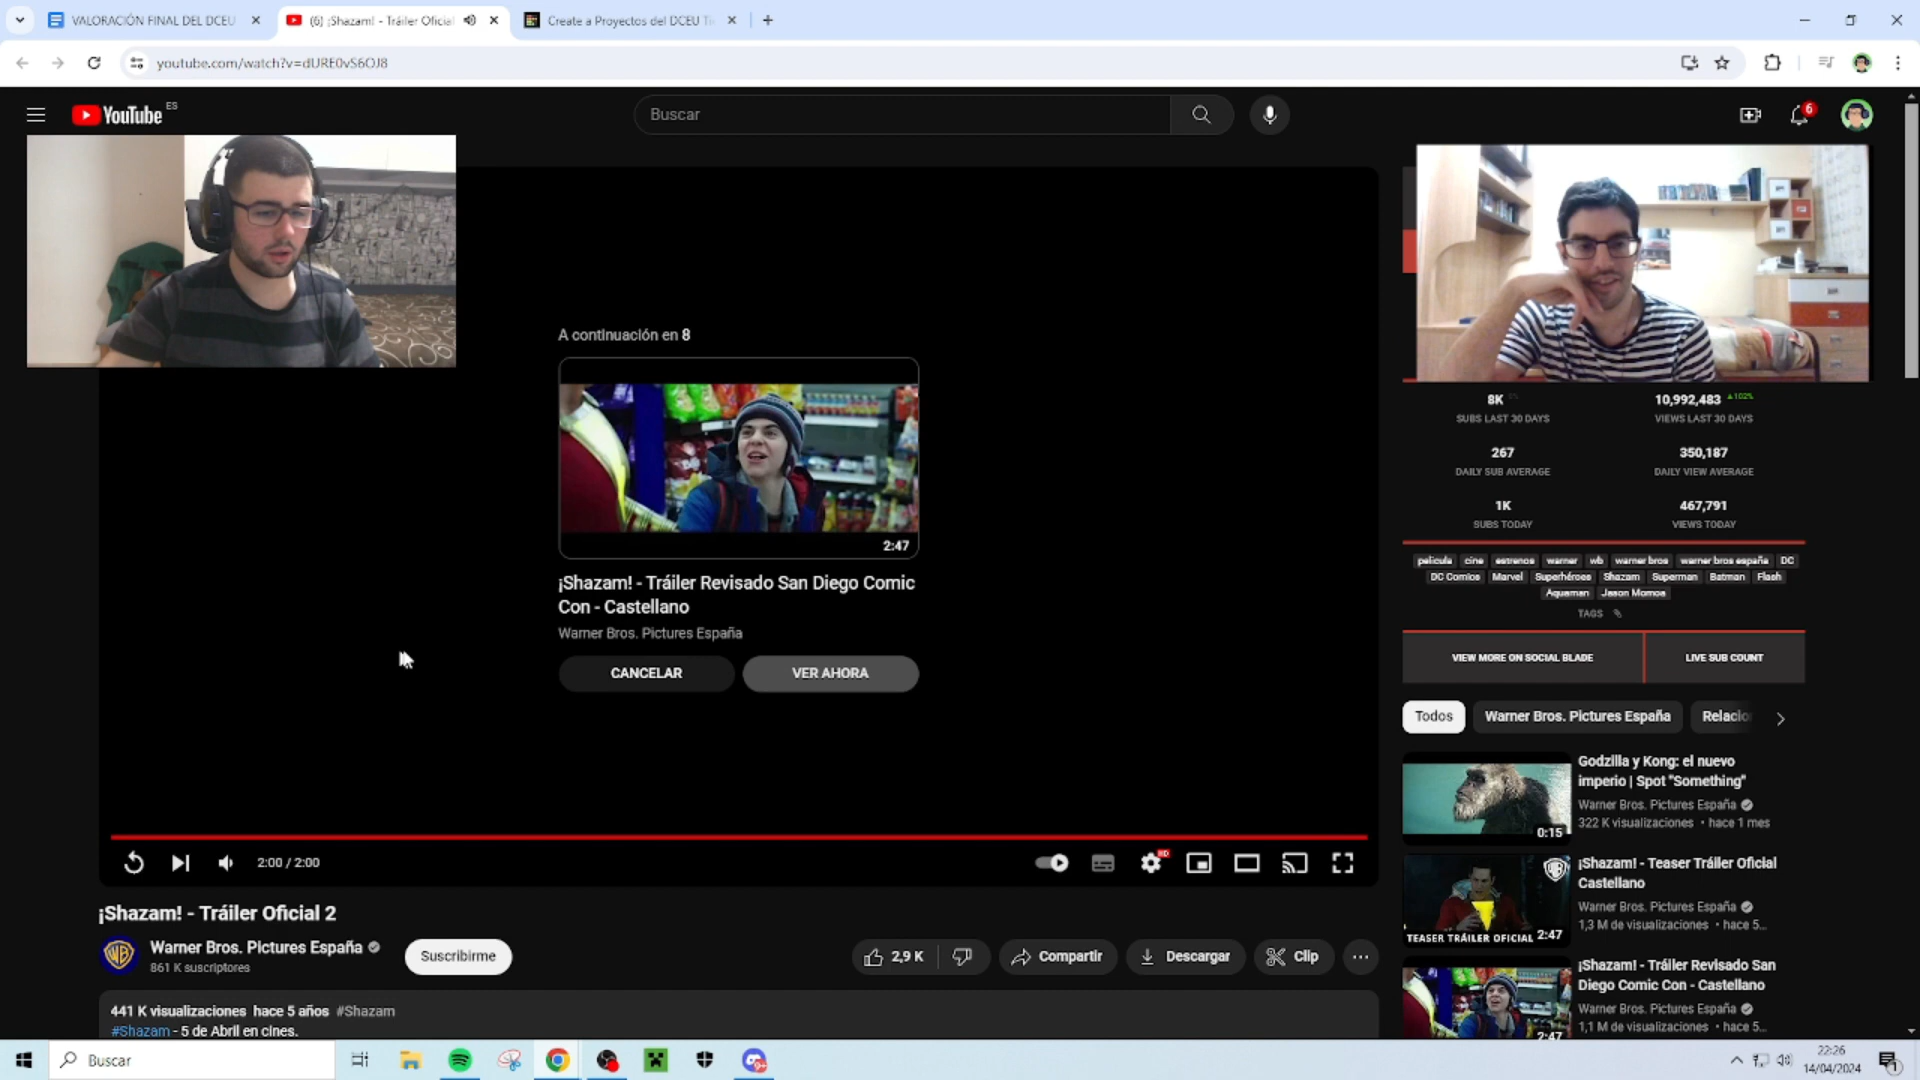 VALORACIÓN FINAL DEL DCEU
(6) ¡Shazam! - Tráiler Oficial
Create a Proyectos del DCEU Ti
youtube.com/watch?v=dURE0vS6OJ8
YouTube ES
Buscar
6
A continuación en 8
2:47
¡Shazam! - Tráiler Revisado San Diego Comic
Con - Castellano
Warner Bros. Pictures España
CANCELAR
VER AHORA
2:00 / 2:00
HD
¡Shazam! - Tráiler Oficial 2
Warner Bros. Pictures España
861 K suscriptores
Suscribirme
2,9 K
Compartir
Descargar
Clip
441 K visualizaciones hace 5 años #Shazam
#Shazam - 5 de Abril en cines.
8K
SUBS LAST 30 DAYS
10,992,483 ▲102%
VIEWS LAST 30 DAYS
267
DAILY SUB AVERAGE
350,187
DAILY VIEW AVERAGE
1K
SUBS TODAY
467,791
VIEWS TODAY
pelicula cine estrenos warner wb warner bros warner bros españa DC
DC Comics Marvel Superhéroes Shazam Superman Batman Flash
Aquaman Jason Momoa
TAGS
VIEW MORE ON SOCIAL BLADE
LIVE SUB COUNT
Todos
Warner Bros. Pictures España
Relacio
Godzilla y Kong: el nuevo
imperio | Spot "Something"
Warner Bros. Pictures España
322 K visualizaciones • hace 1 mes
0:15
¡Shazam! - Teaser Tráiler Oficial
Castellano
Warner Bros. Pictures España
1,3 M de visualizaciones • hace 5...
TEASER TRÁILER OFICIAL 2:47
¡Shazam! - Tráiler Revisado San
Diego Comic Con - Castellano
Warner Bros. Pictures España
1,1 M de visualizaciones • hace 5...
2:47
Buscar
22:26
14/04/2024
1